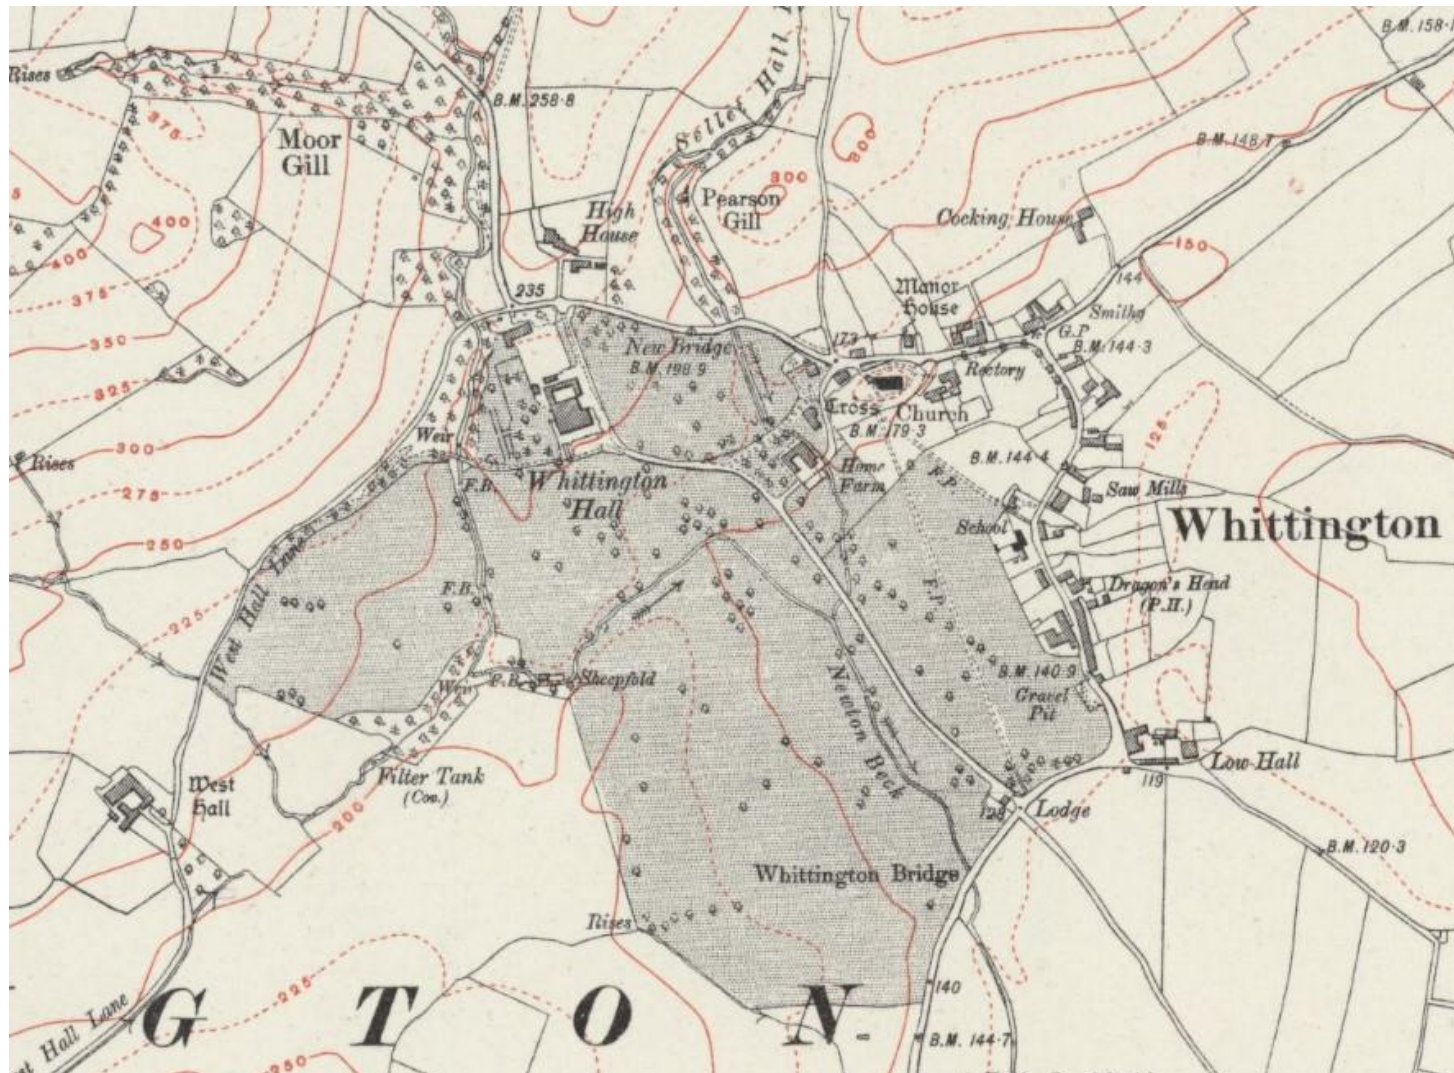 B.M. 158·1
Rises
B.M. 258·8
Sellet Hall
375
Moor
Gill
300
B.M. 148·7
Pearson
Gill
300
High
House
Cocking House
400
400
150
375
235
Manor
House
144
Smithy
350
New Bridge
B.M. 198·9
173
G.P.
B.M. 144·3
Rectory
325
Cross
Church
B.M. 179·3
125
300
Weir
Rises
B.M. 144·4
Home
Farm
F.P.
Saw Mills
275
F.B.
Whittington
Hall
School
Whittington
250
West Hall Lane
F.B.
F.P.
Dragon's Head
(P.H.)
225
Weir
F.B.
Sheepfold
B.M. 140·9
Gravel
Pit
Newton Beck
Filter Tank
(Cov.)
West
Hall
Low Hall
119
200
128
Lodge
B.M. 120·3
Whittington Bridge
Rises
225
140
GTON
Hall Lane
B.M. 144·7
250